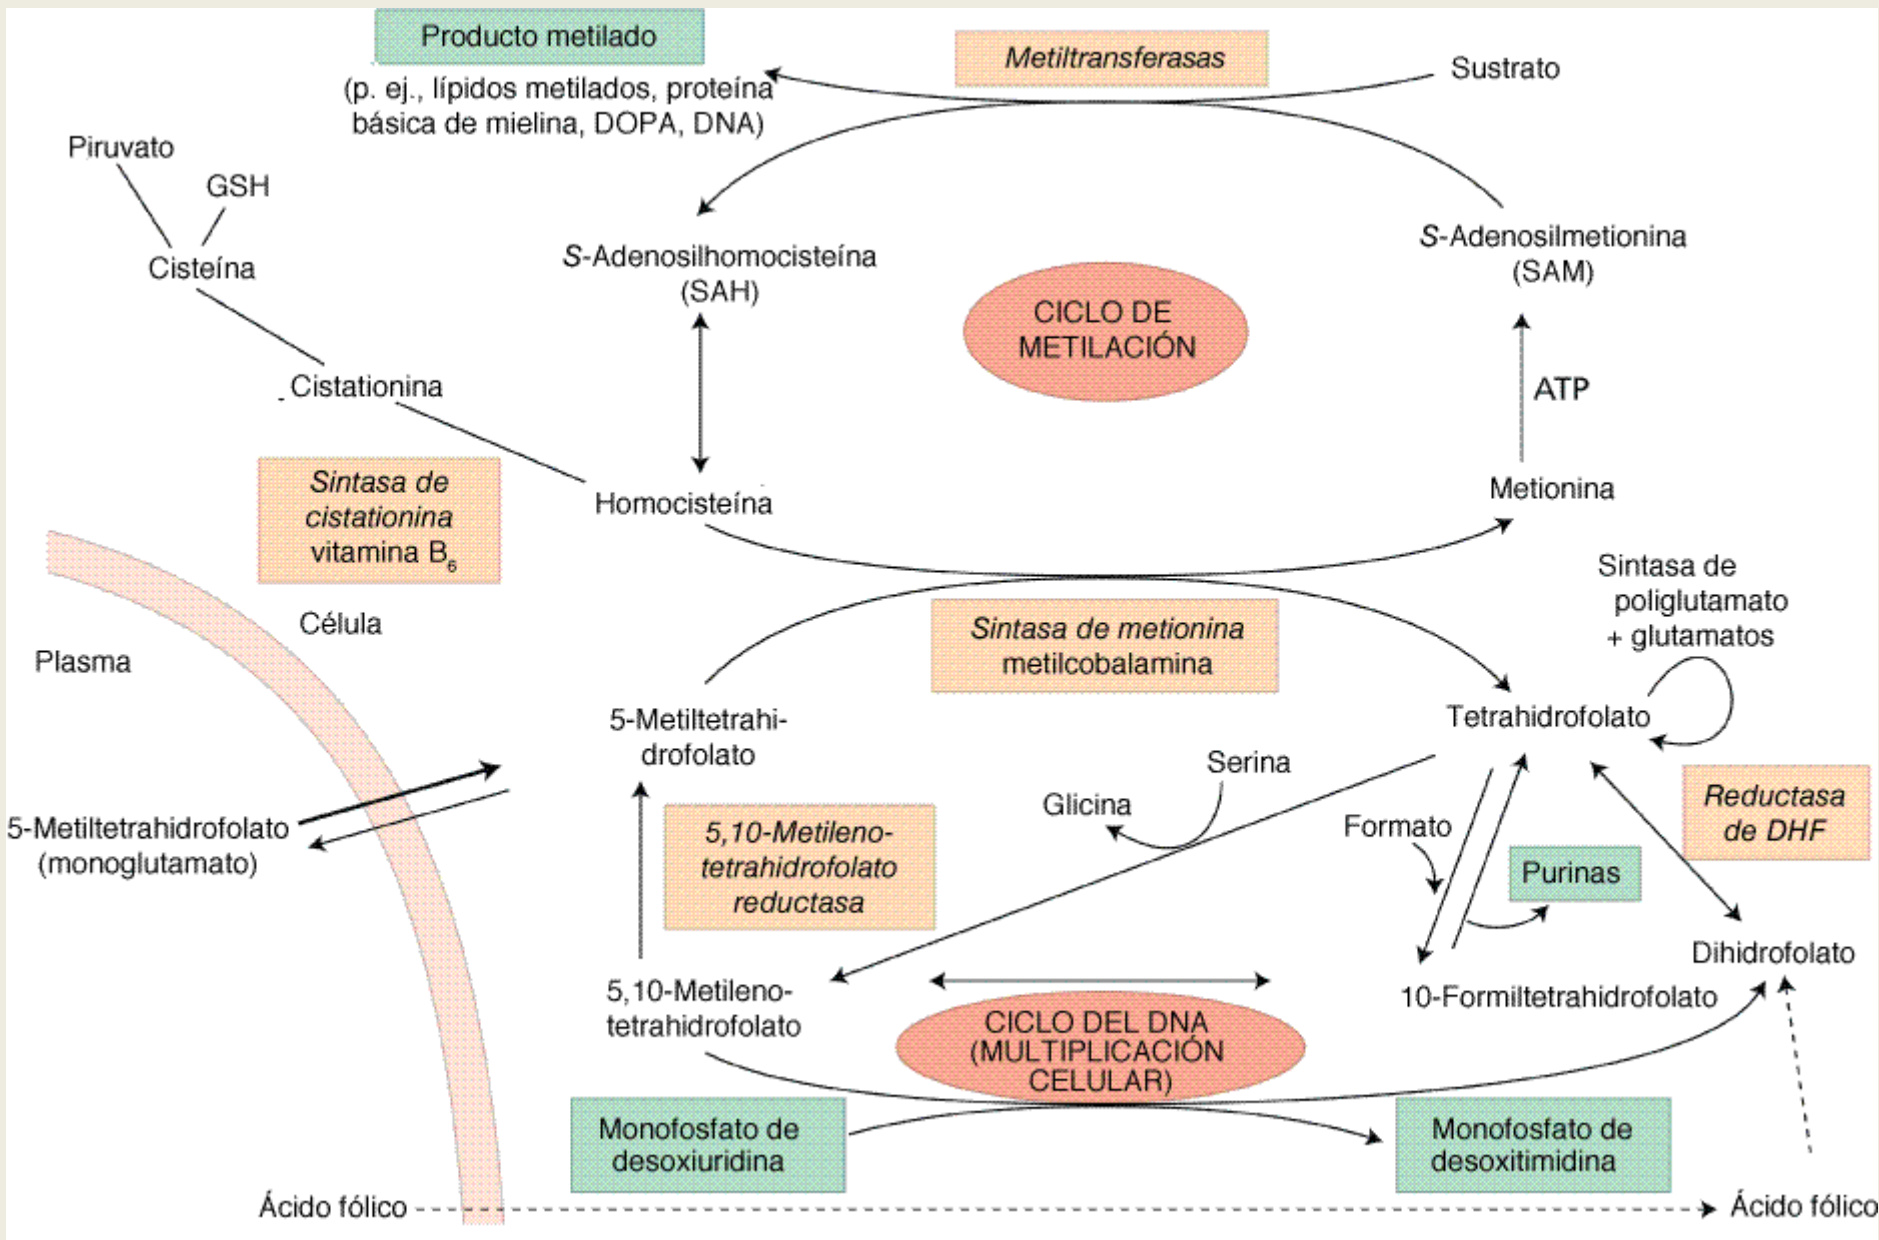 Producto metilado
(p. ej., lípidos metilados, proteína
básica de mielina, DOPA, DNA)
Metiltransferasas
Sustrato
Piruvato
GSH
Cisteína
S-Adenosilhomocisteína
(SAH)
S-Adenosilmetionina
(SAM)
CICLO DE
METILACIÓN
Cistationina
ATP
Sintasa de
cistationina
vitamina B6
Homocisteína
Metionina
Sintasa de
poliglutamato
+ glutamatos
Célula
Plasma
Sintasa de metionina
metilcobalamina
5-Metiltetrahi-
drofolato
Tetrahidrofolato
Serina
Glicina
Formato
Reductasa
de DHF
5-Metiltetrahidrofolato
(monoglutamato)
5,10-Metileno-
tetrahidrofolato
reductasa
Purinas
Dihidrofolato
5,10-Metileno-
tetrahidrofolato
10-Formiltetrahidrofolato
CICLO DEL DNA
(MULTIPLICACIÓN
CELULAR)
Monofosfato de
desoxiuridina
Monofosfato de
desoxitimidina
Ácido fólico
Ácido fólico